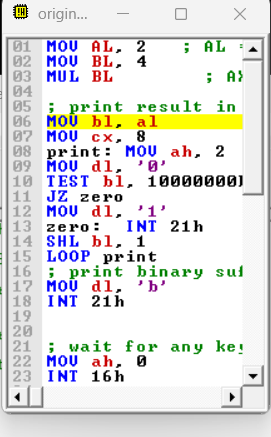 origin...
01 MOV AL, 2 ; AL =
02 MOV BL, 4
03 MUL BL ; AX
04
05 ; print result in
06 MOV bl, al
07 MOV cx, 8
08 print: MOV ah, 2
09 MOV dl, '0'
10 TEST bl, 10000000
11 JZ zero
12 MOV dl, '1'
13 zero: INT 21h
14 SHL bl, 1
15 LOOP print
16 ; print binary suf
17 MOV dl, 'b'
18 INT 21h
19
20
21 ; wait for any key
22 MOV ah, 0
23 INT 16h